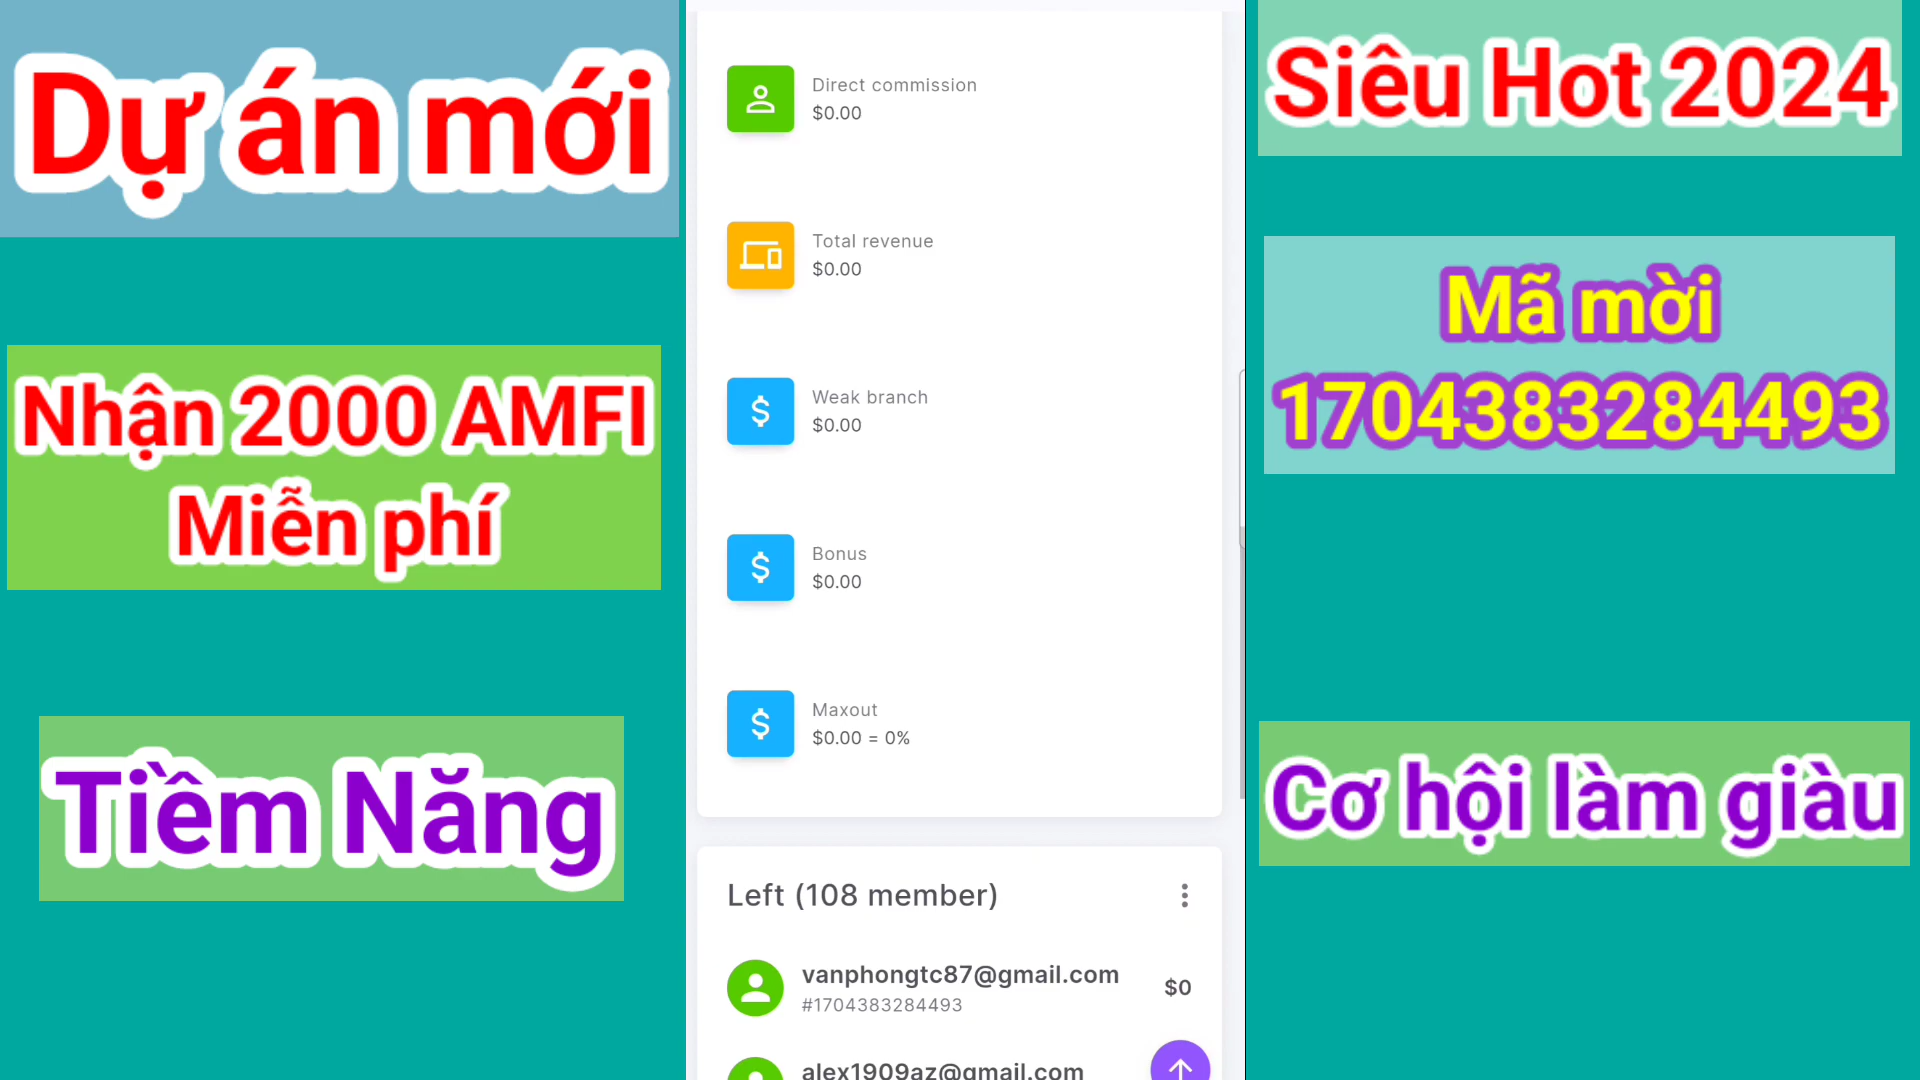 Dự án mới
Nhận 2000 AMFI
Miễn phí
Tiềm Năng
Direct commission
$0.00
Total revenue
$0.00
Weak branch
$0.00
Bonus
$0.00
Maxout
$0.00 = 0%
Left (108 member)
vanphongtc87@gmail.com
$0
#1704383284493
alex1909az@gmail.com
Siêu Hot 2024
Mã mời
1704383284493
Cơ hội làm giàu